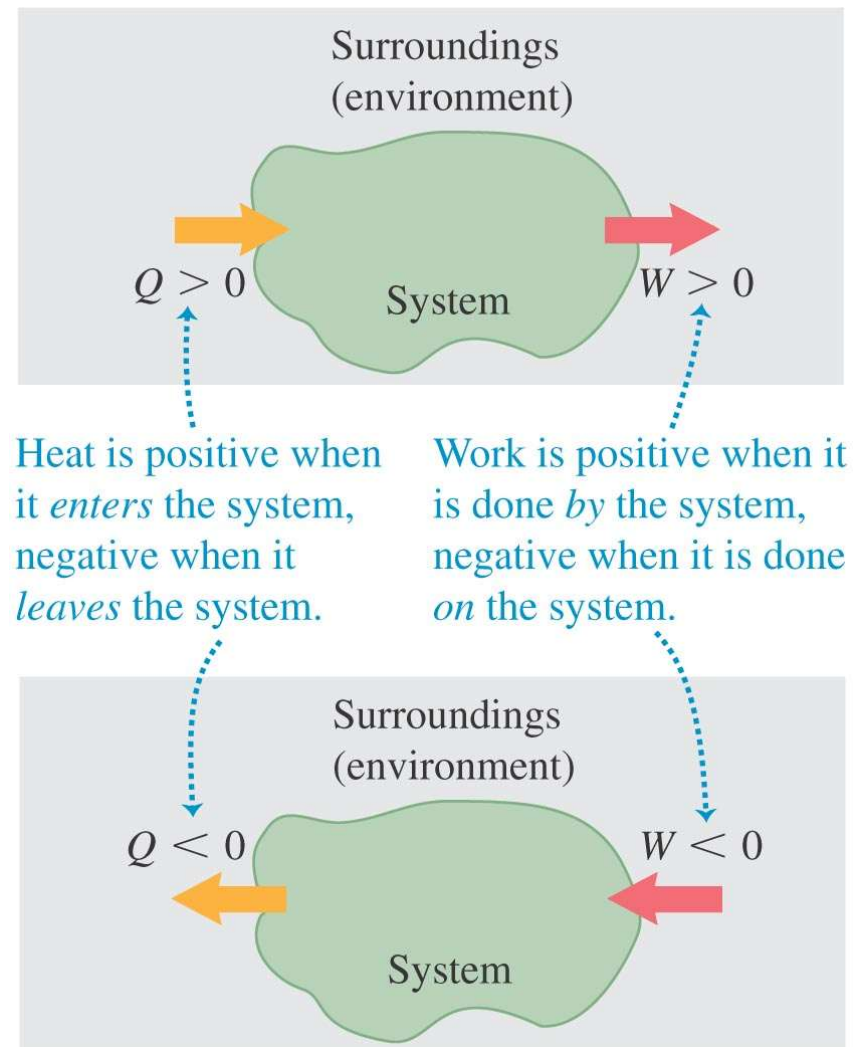 Surroundings
(environment)
Q > 0
W > 0
System
Heat is positive when
it enters the system,
negative when it
leaves the system.
Work is positive when it
is done by the system,
negative when it is done
on the system.
Surroundings
(environment)
Q < 0
W < 0
System